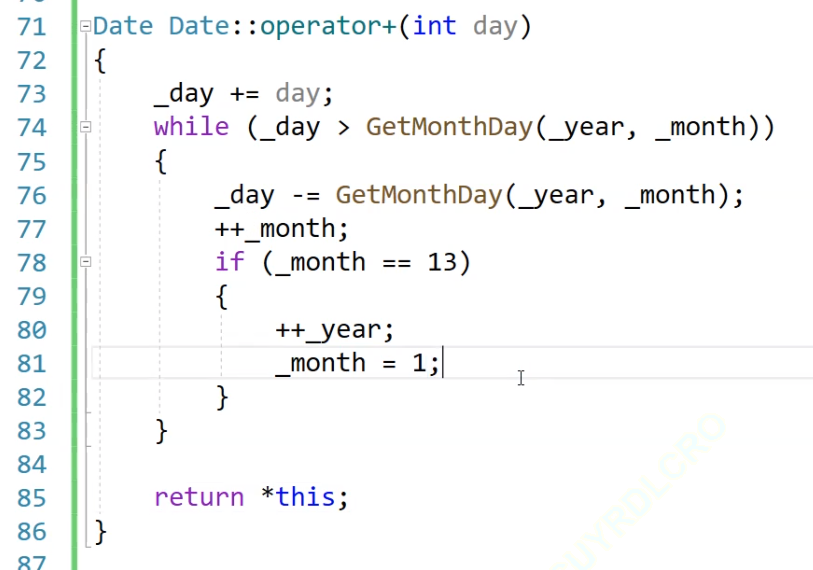 71 Date Date::operator+(int day)
72 {
73 _day += day;
74 while (_day > GetMonthDay(_year, _month))
75 {
76 _day -= GetMonthDay(_year, _month);
77 ++_month;
78 if (_month == 13)
79 {
80 ++_year;
81 _month = 1;
82 }
83 }
84
85 return *this;
86 }
87